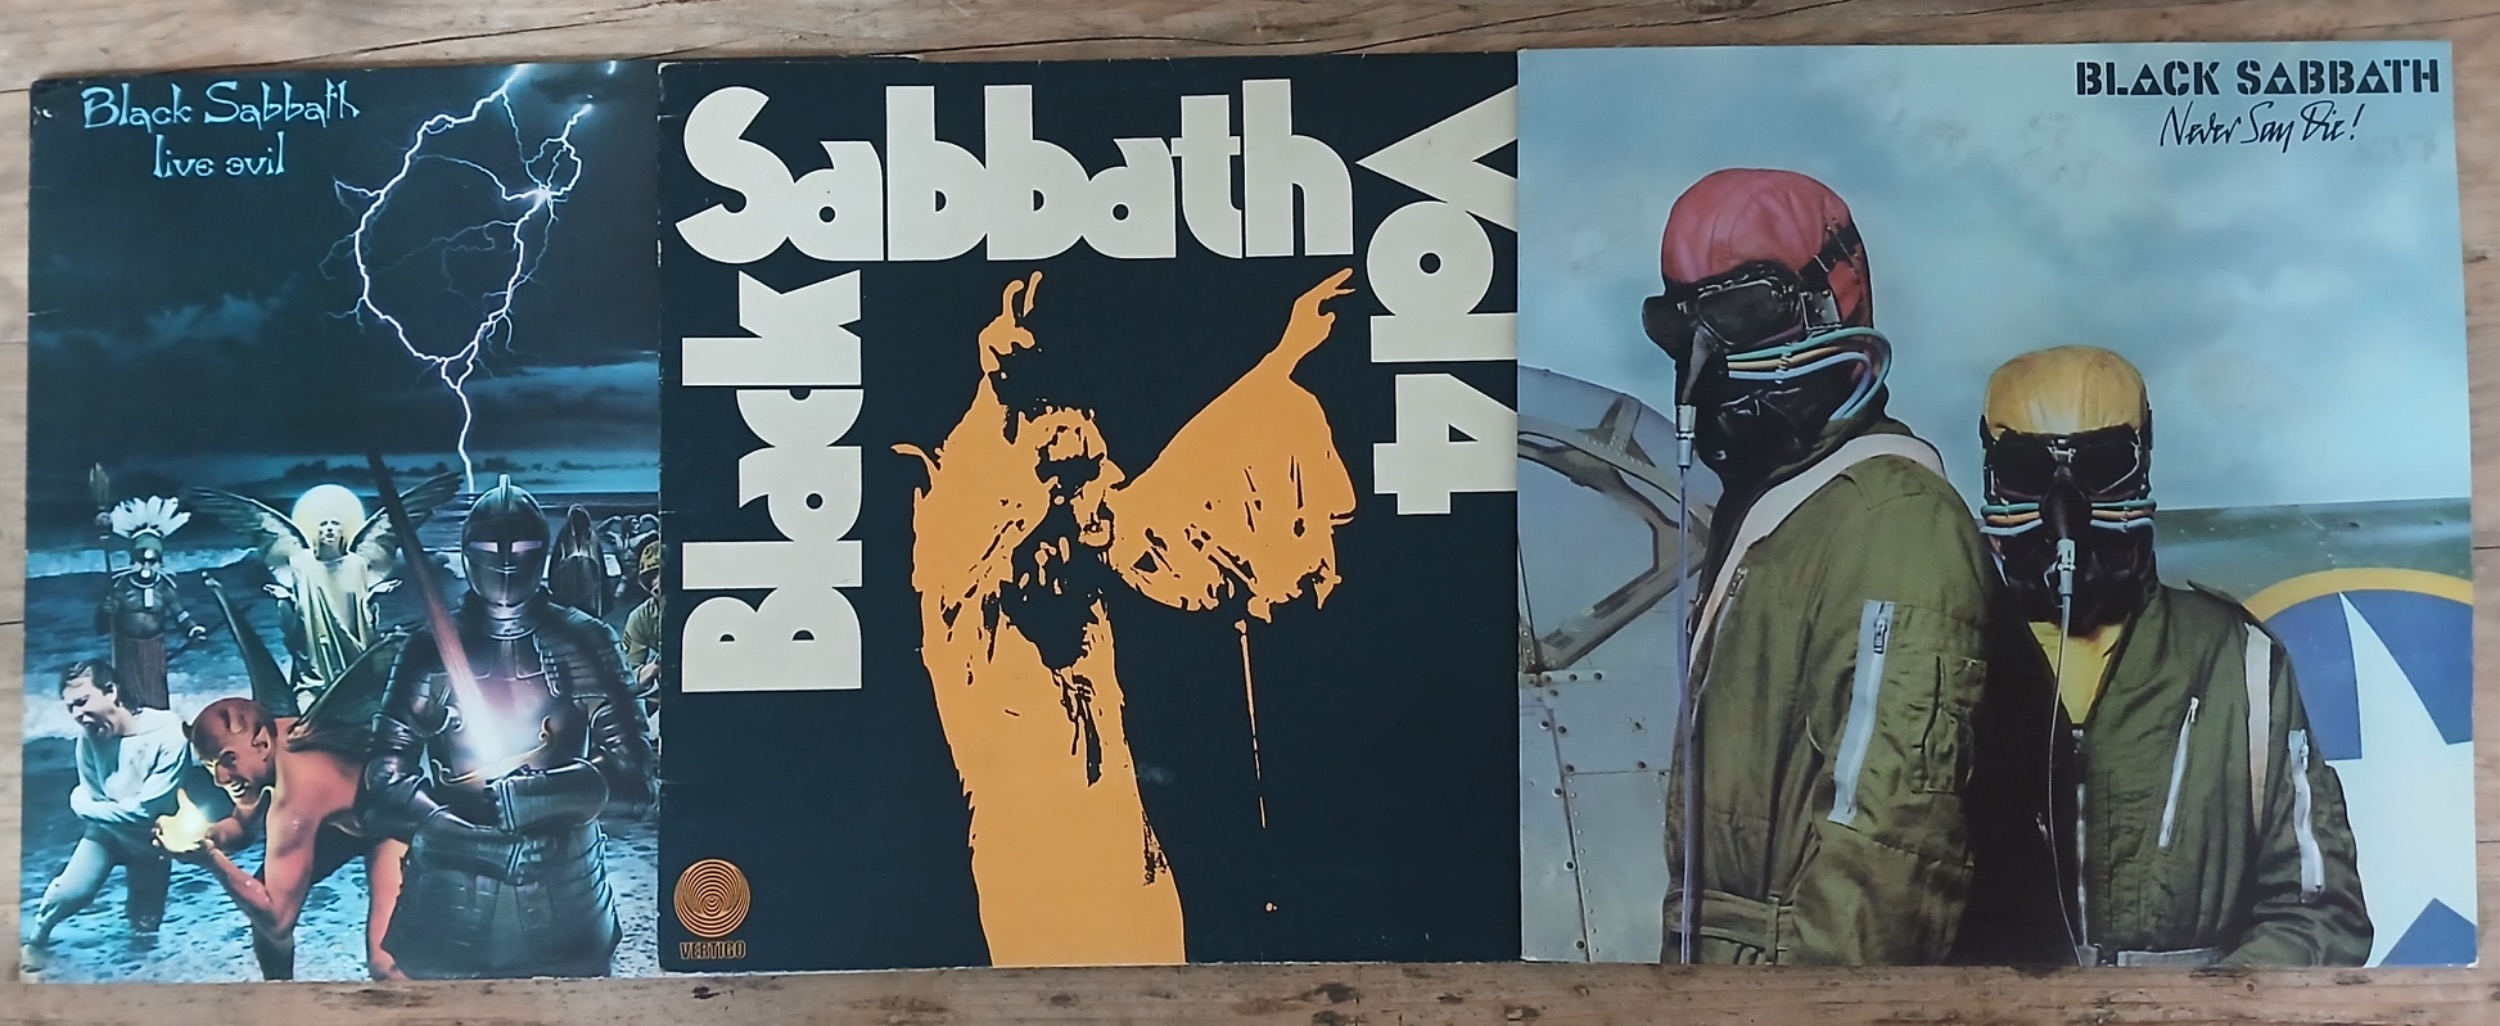 Black Sabbath
live evil
Black
Sabbath
Vol 4
VERTIGO
BLACK SABBATH
Never Say Die!